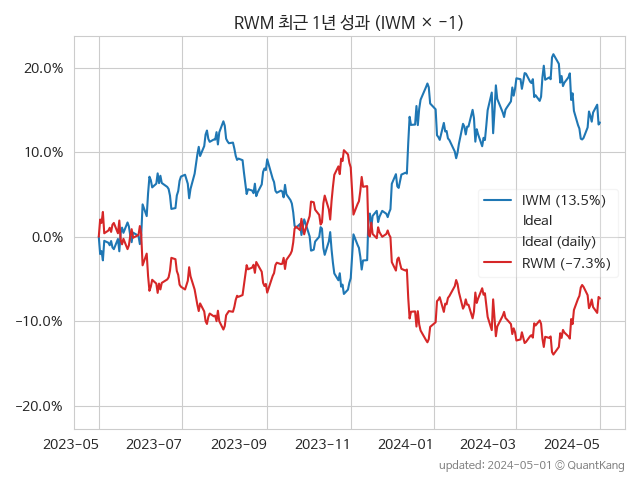 RWM 최근 1년 성과 (IWM × −1)
20.0%
10.0%
0.0%
−10.0%
−20.0%
IWM (13.5%)
Ideal
Ideal (daily)
RWM (−7.3%)
2023-05 2023-07 2023-09 2023-11 2024-01 2024-03 2024-05
updated: 2024-05-01 ⓒ QuantKang